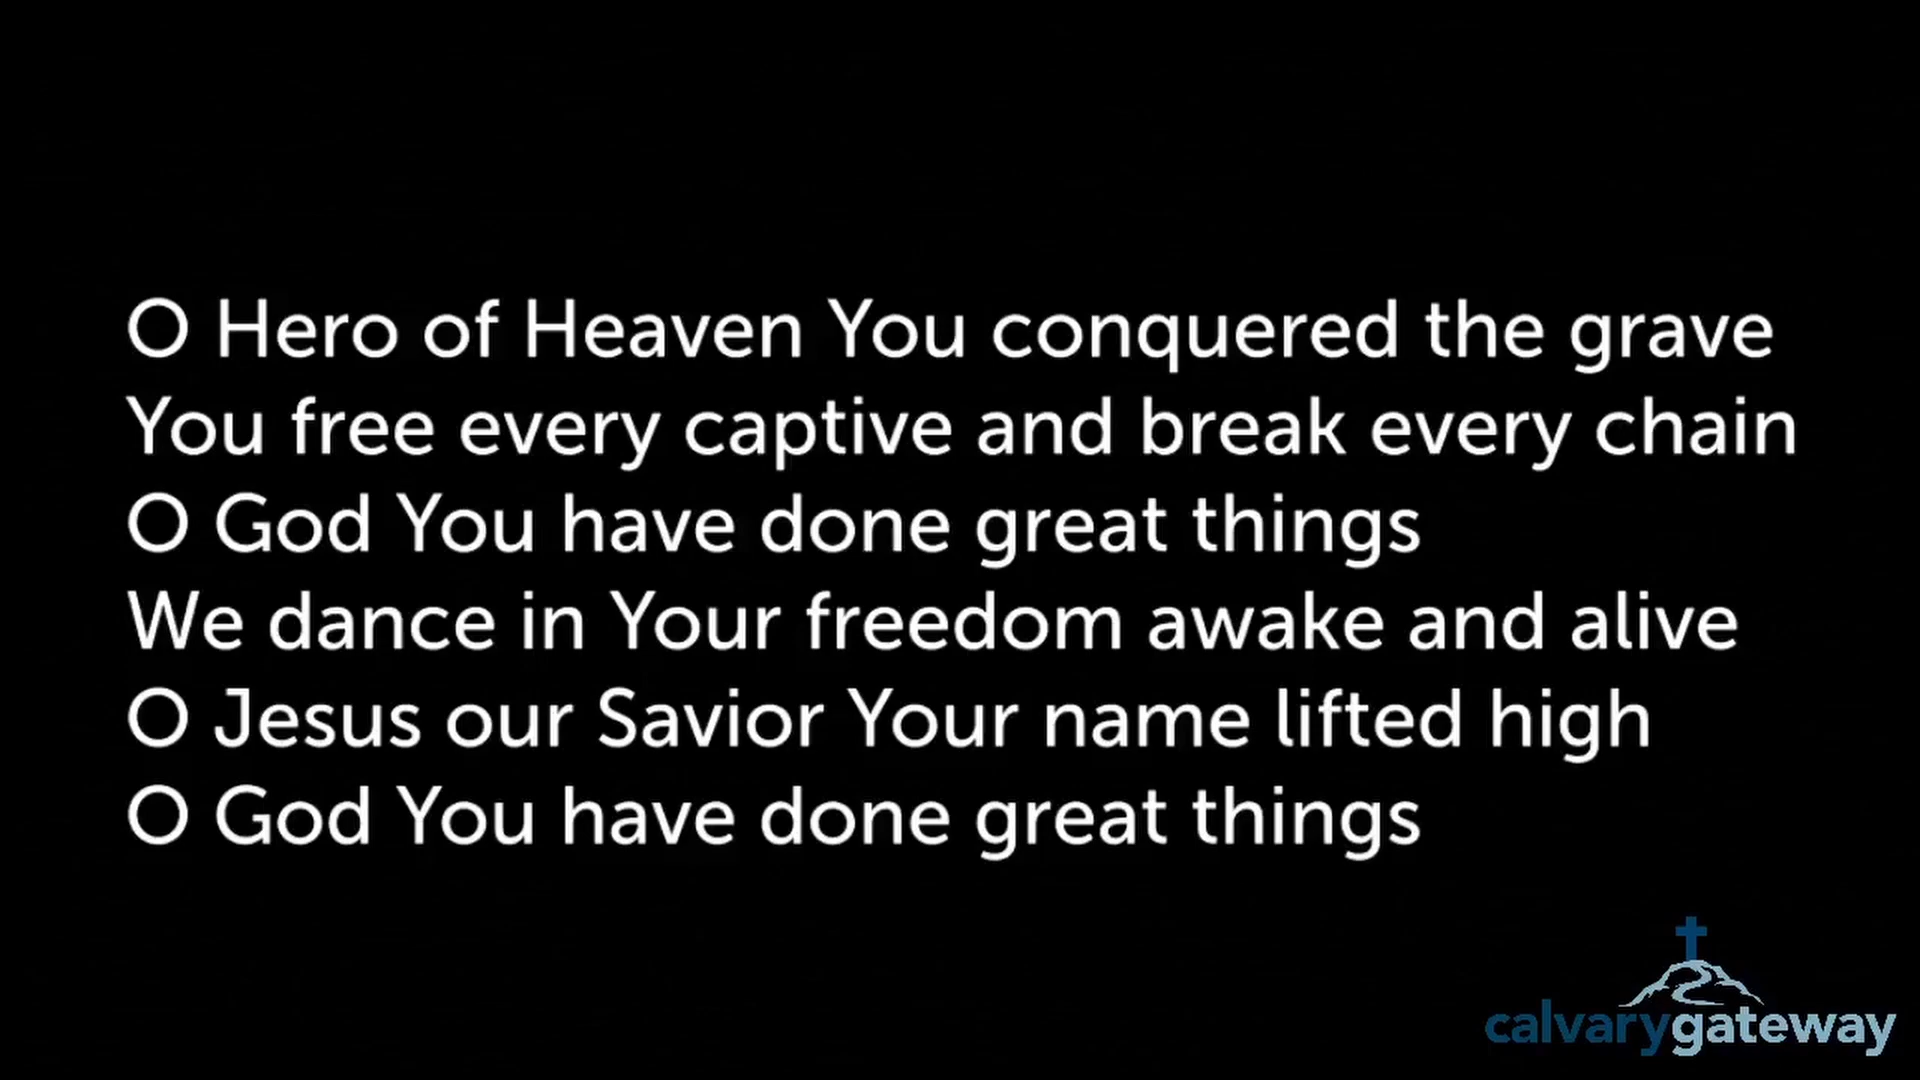 O Hero of Heaven You conquered the grave
You free every captive and break every chain
O God You have done great things
We dance in Your freedom awake and alive
O Jesus our Savior Your name lifted high
O God You have done great things
calvarygateway